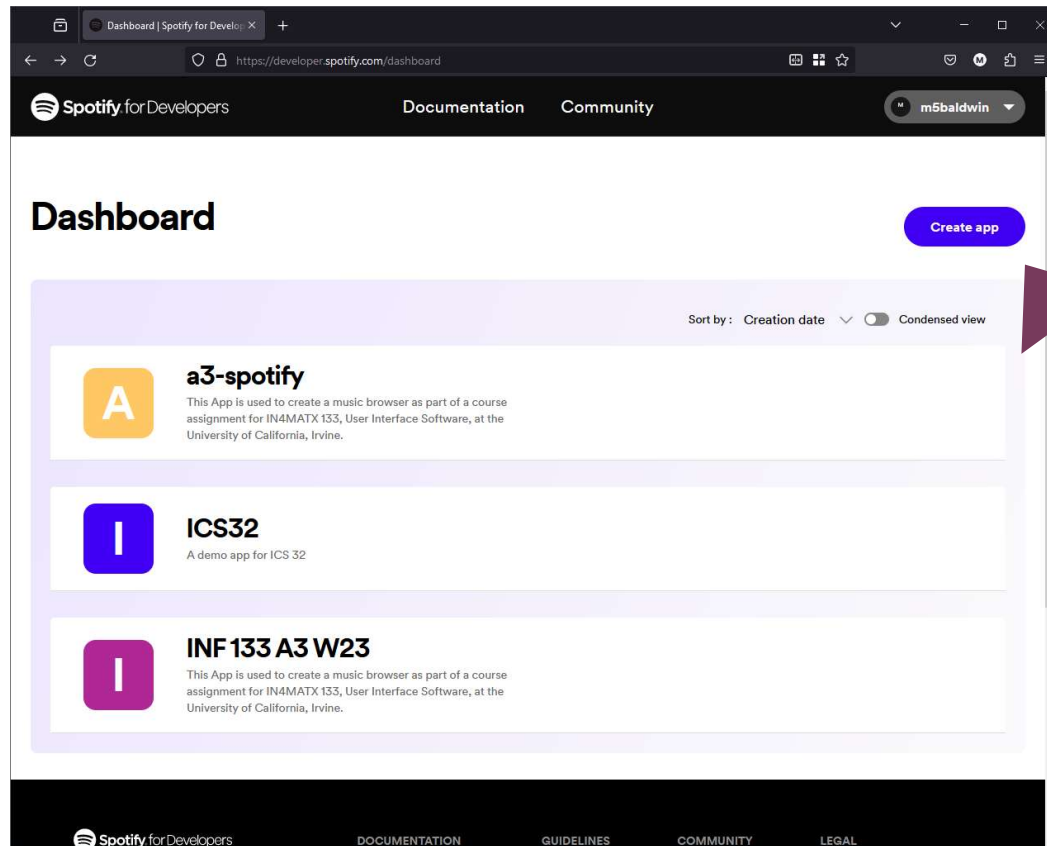 Dashboard | Spotify for Develop
https://developer.spotify.com/dashboard
M
Spotify for Developers
Documentation
Community
M
m5baldwin
Dashboard
Create app
Sort by : Creation date
Condensed view
A
a3-spotify
This App is used to create a music browser as part of a course
assignment for IN4MATX 133, User Interface Software, at the
University of California, Irvine.
I
ICS32
A demo app for ICS 32
I
INF 133 A3 W23
This App is used to create a music browser as part of a course
assignment for IN4MATX 133, User Interface Software, at the
University of California, Irvine.
Spotify for Developers
DOCUMENTATION
GUIDELINES
COMMUNITY
LEGAL